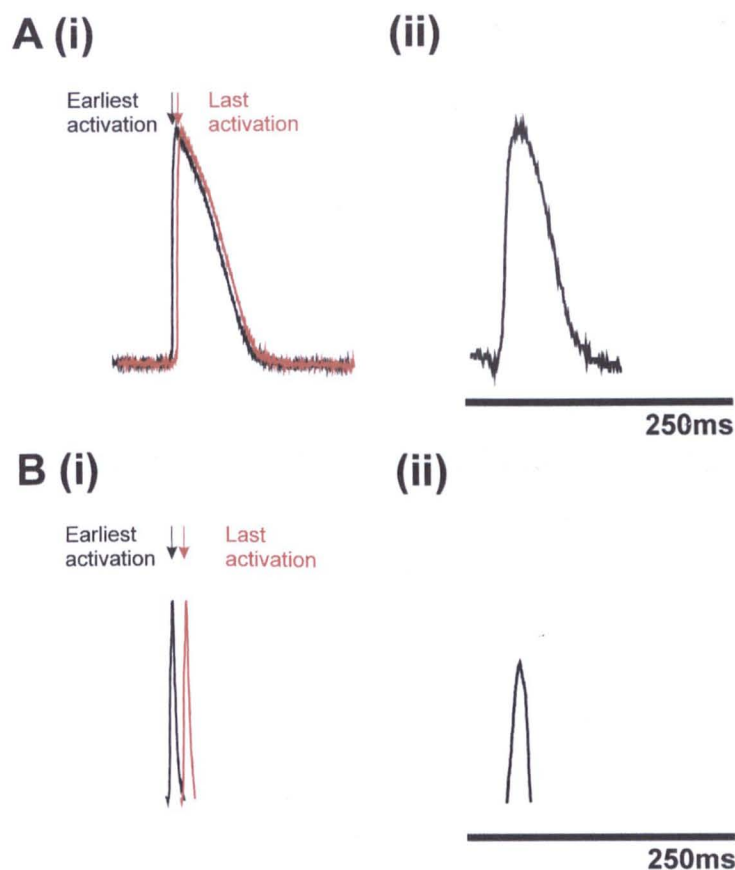 A (i)
(ii)
Earliest
activation
Last
activation
250ms
B (i)
(ii)
Earliest
activation
Last
activation
250ms